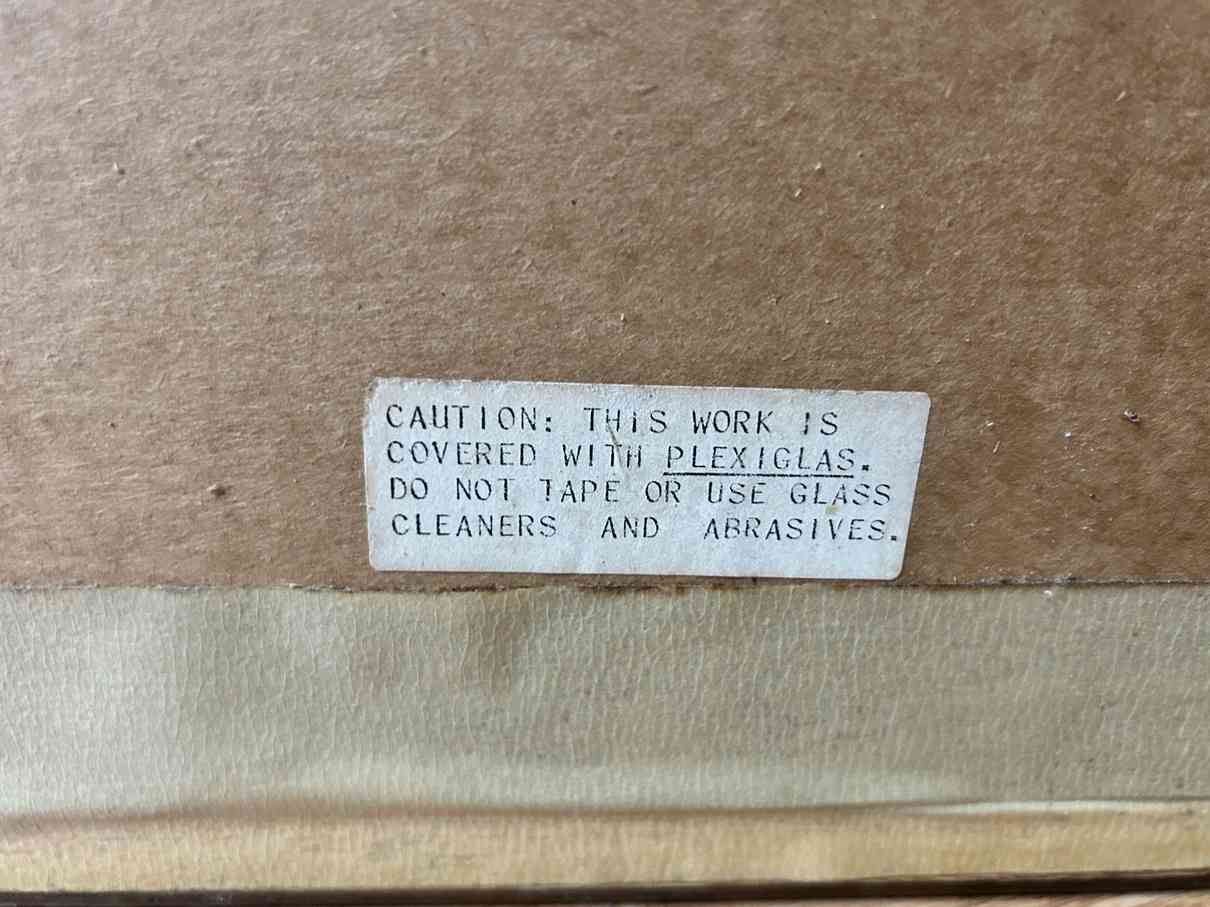 CAUTION: THIS WORK IS
COVERED WITH PLEXIGLAS.
DO NOT TAPE OR USE GLASS
CLEANERS AND ABRASIVES.